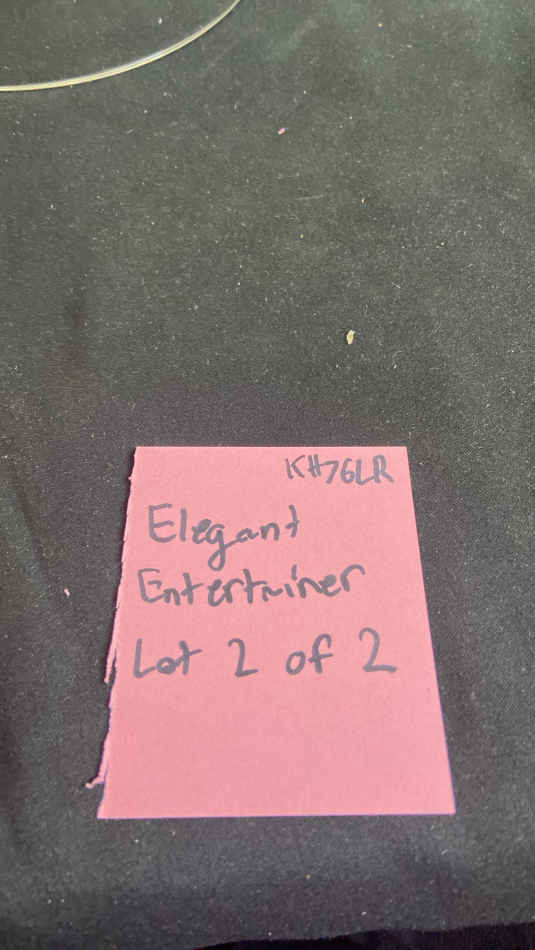 KH76LR
Elegant
Entertainer
Lot 2 of 2